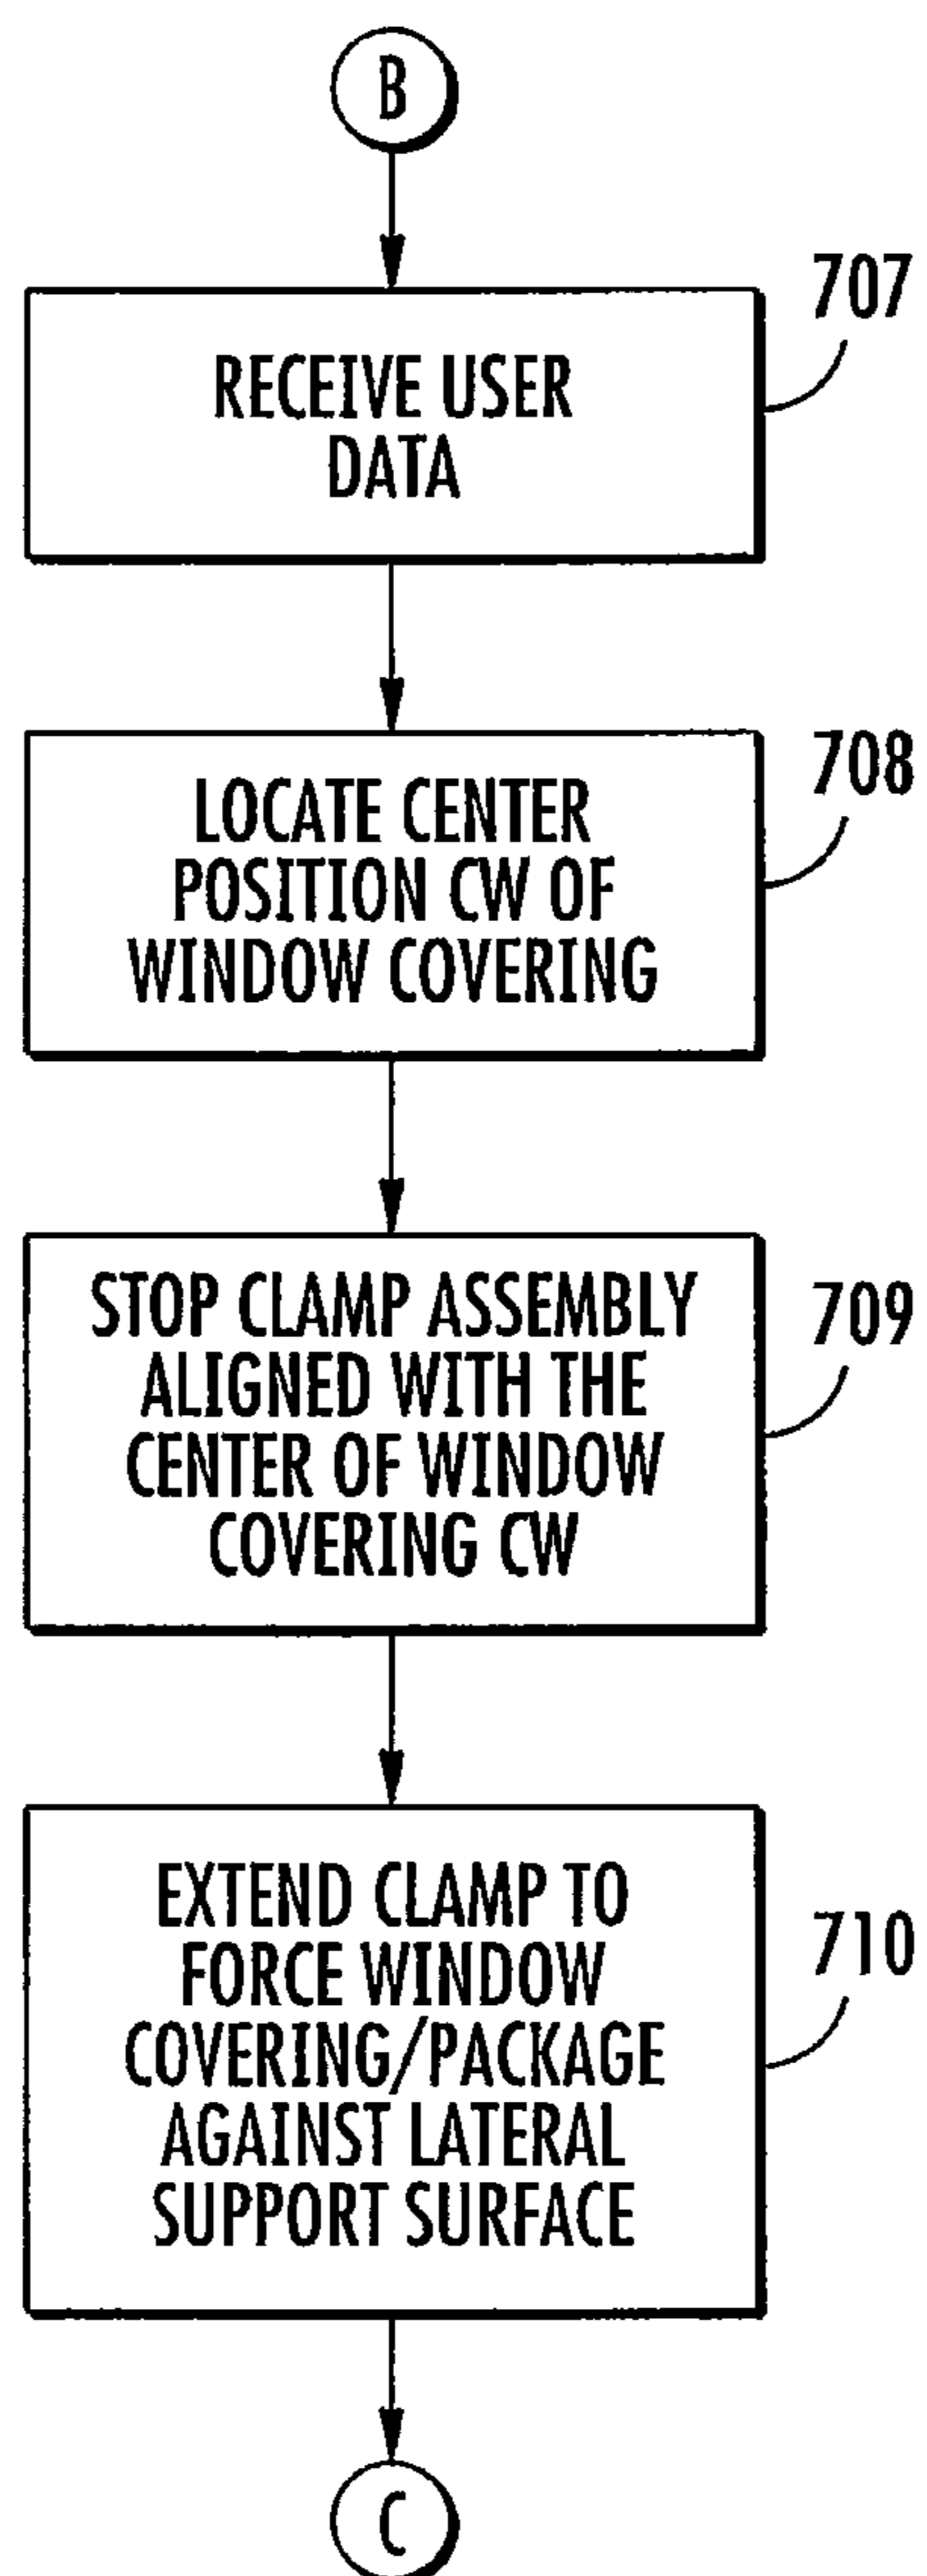 B
707
RECEIVE USER
DATA
708
LOCATE CENTER
POSITION CW OF
WINDOW COVERING
709
STOP CLAMP ASSEMBLY
ALIGNED WITH THE
CENTER OF WINDOW
COVERING CW
710
EXTEND CLAMP TO
FORCE WINDOW
COVERING/PACKAGE
AGAINST LATERAL
SUPPORT SURFACE
C